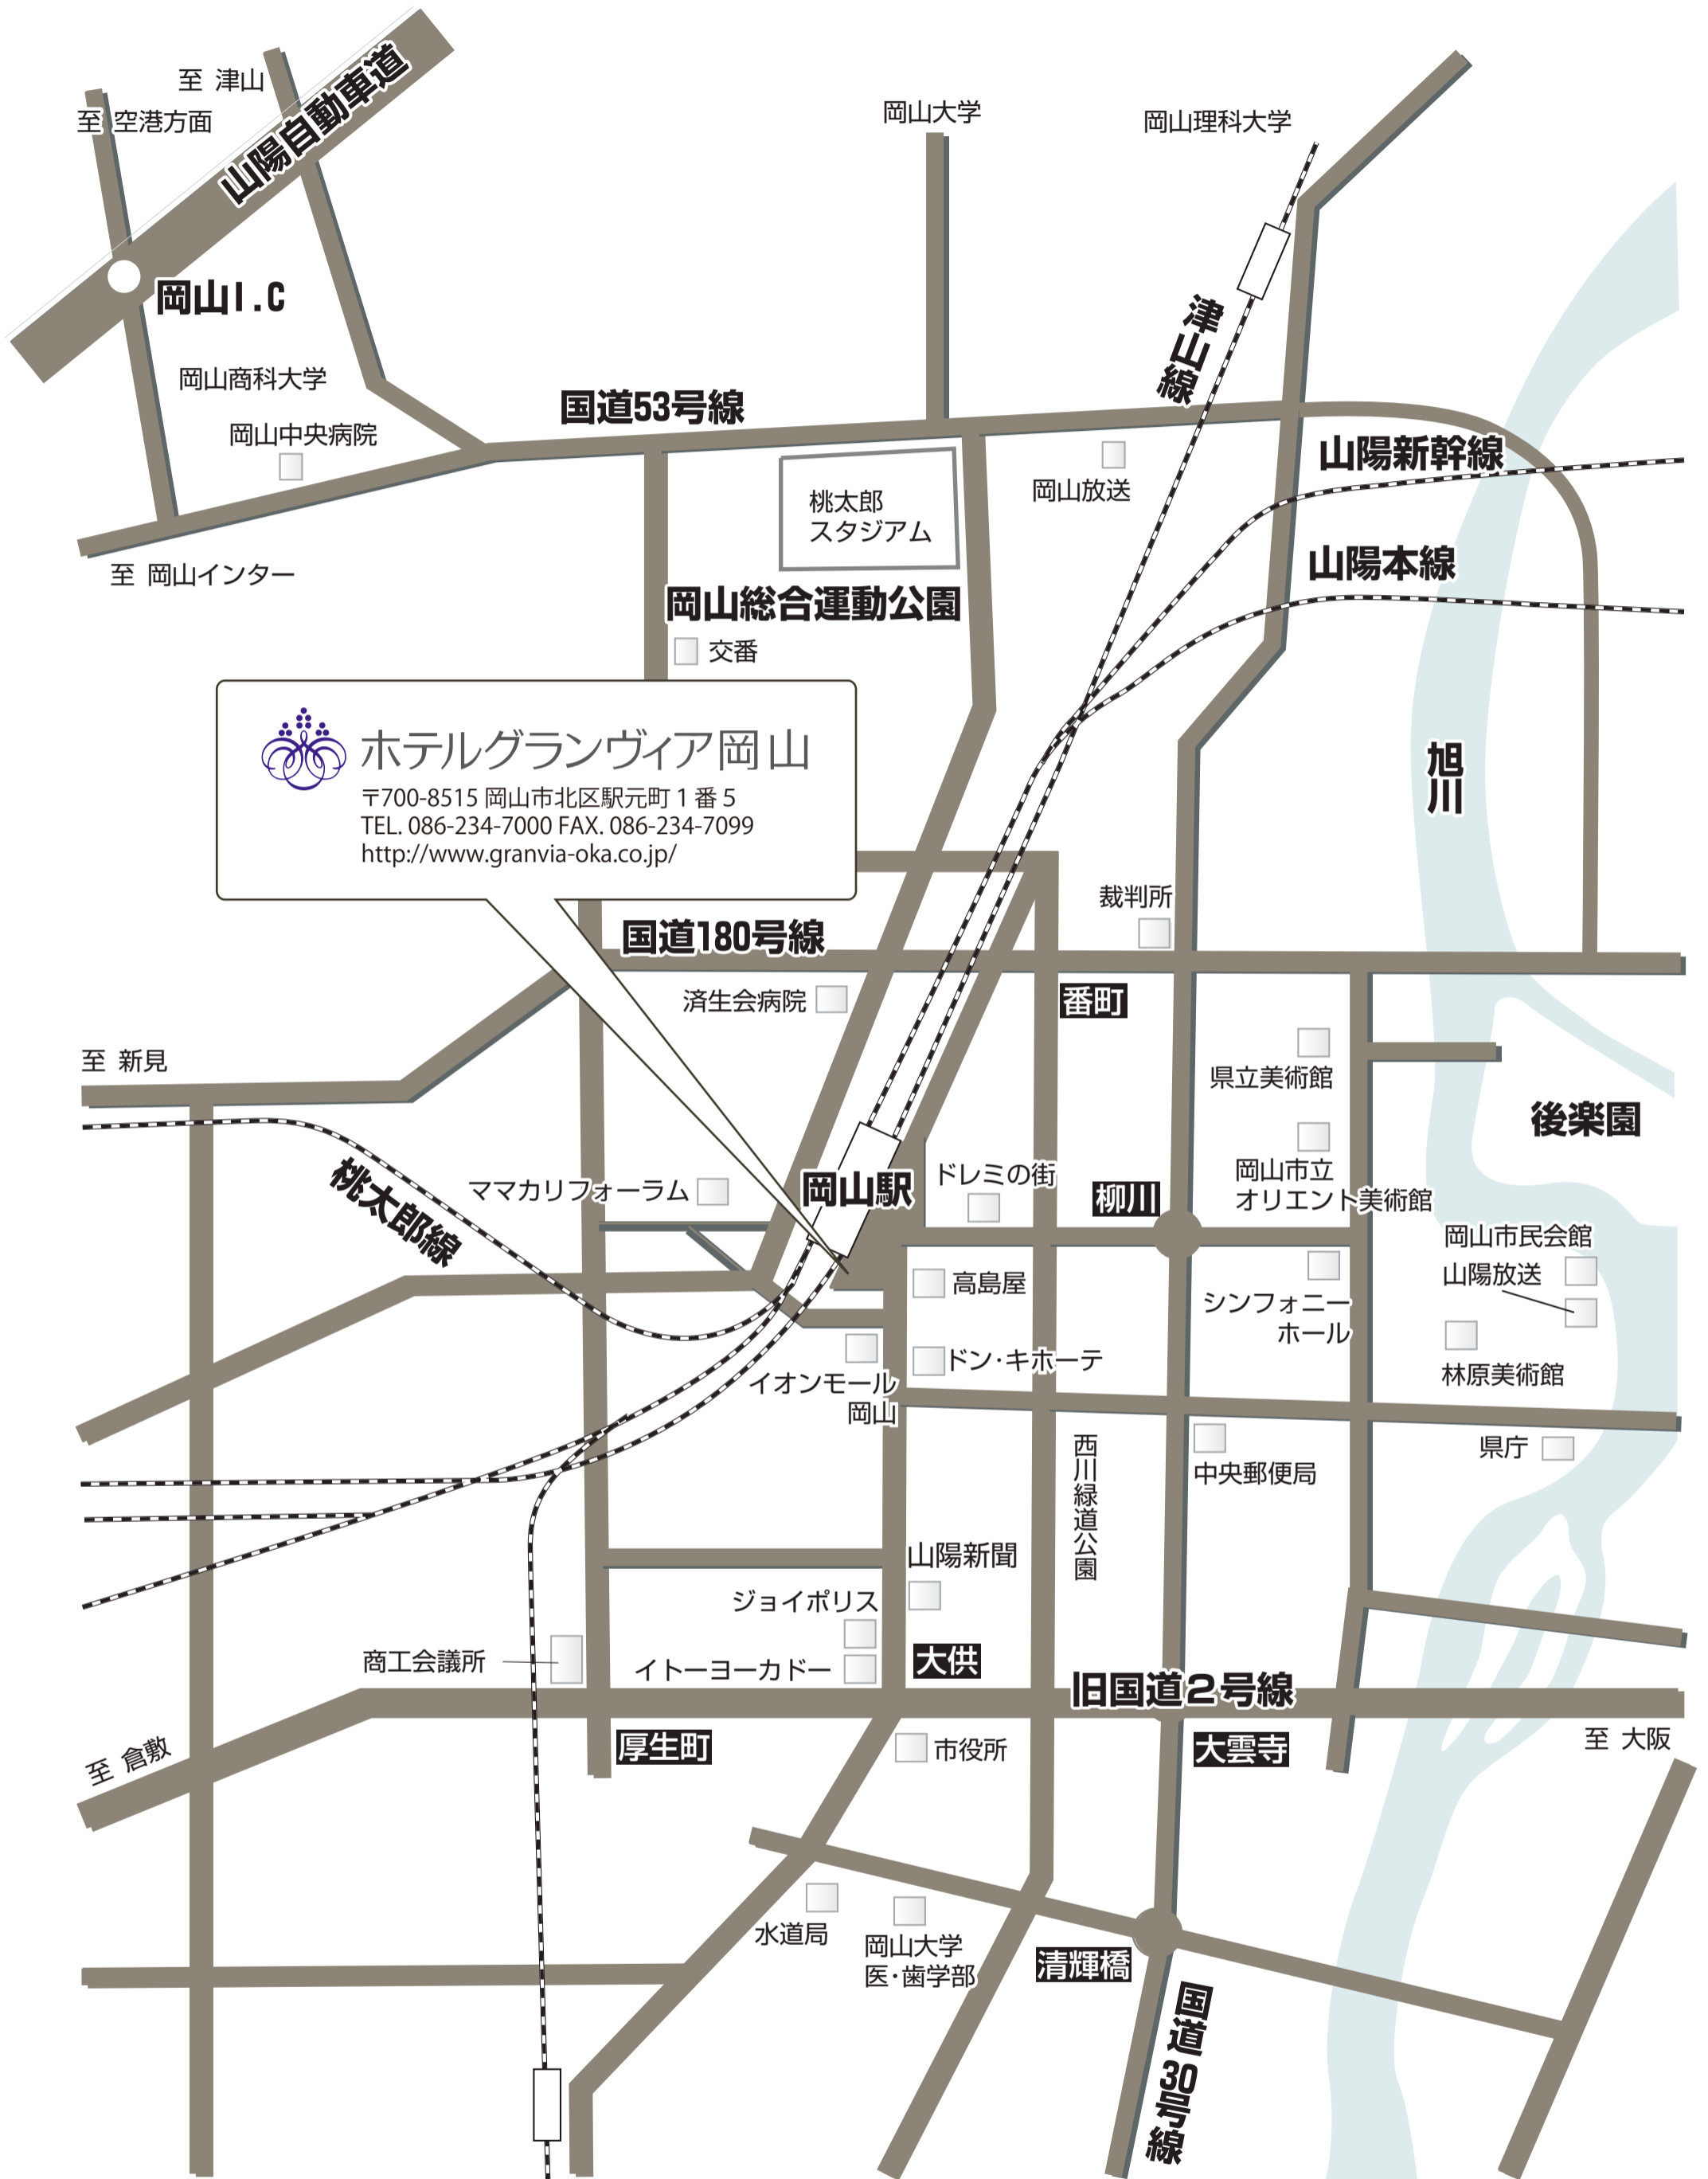 至 津山
至 空港方面
山陽自動車道
岡山I.C
岡山大学
岡山理科大学
津山線
岡山商科大学
岡山中央病院
国道53号線
至 岡山インター
桃太郎
スタジアム
岡山放送
山陽新幹線
山陽本線
岡山総合運動公園
交番
旭川
ホテルグランヴィア岡山
〒700-8515 岡山市北区駅元町1番5
TEL. 086-234-7000 FAX. 086-234-7099
http://www.granvia-oka.co.jp/
裁判所
国道180号線
済生会病院
番町
至 新見
県立美術館
後楽園
桃太郎線
ママカリフォーラム
岡山駅
ドレミの街
柳川
岡山市立
オリエント美術館
岡山市民会館
山陽放送
高島屋
シンフォニー
ホール
林原美術館
イオンモール
岡山
ドン・キホーテ
県庁
西川緑道公園
中央郵便局
山陽新聞
ジョイポリス
商工会議所
イトーヨーカドー
大供
旧国道2号線
厚生町
市役所
大雲寺
至 倉敷
至 大阪
水道局
岡山大学
医・歯学部
清輝橋
国道30号線